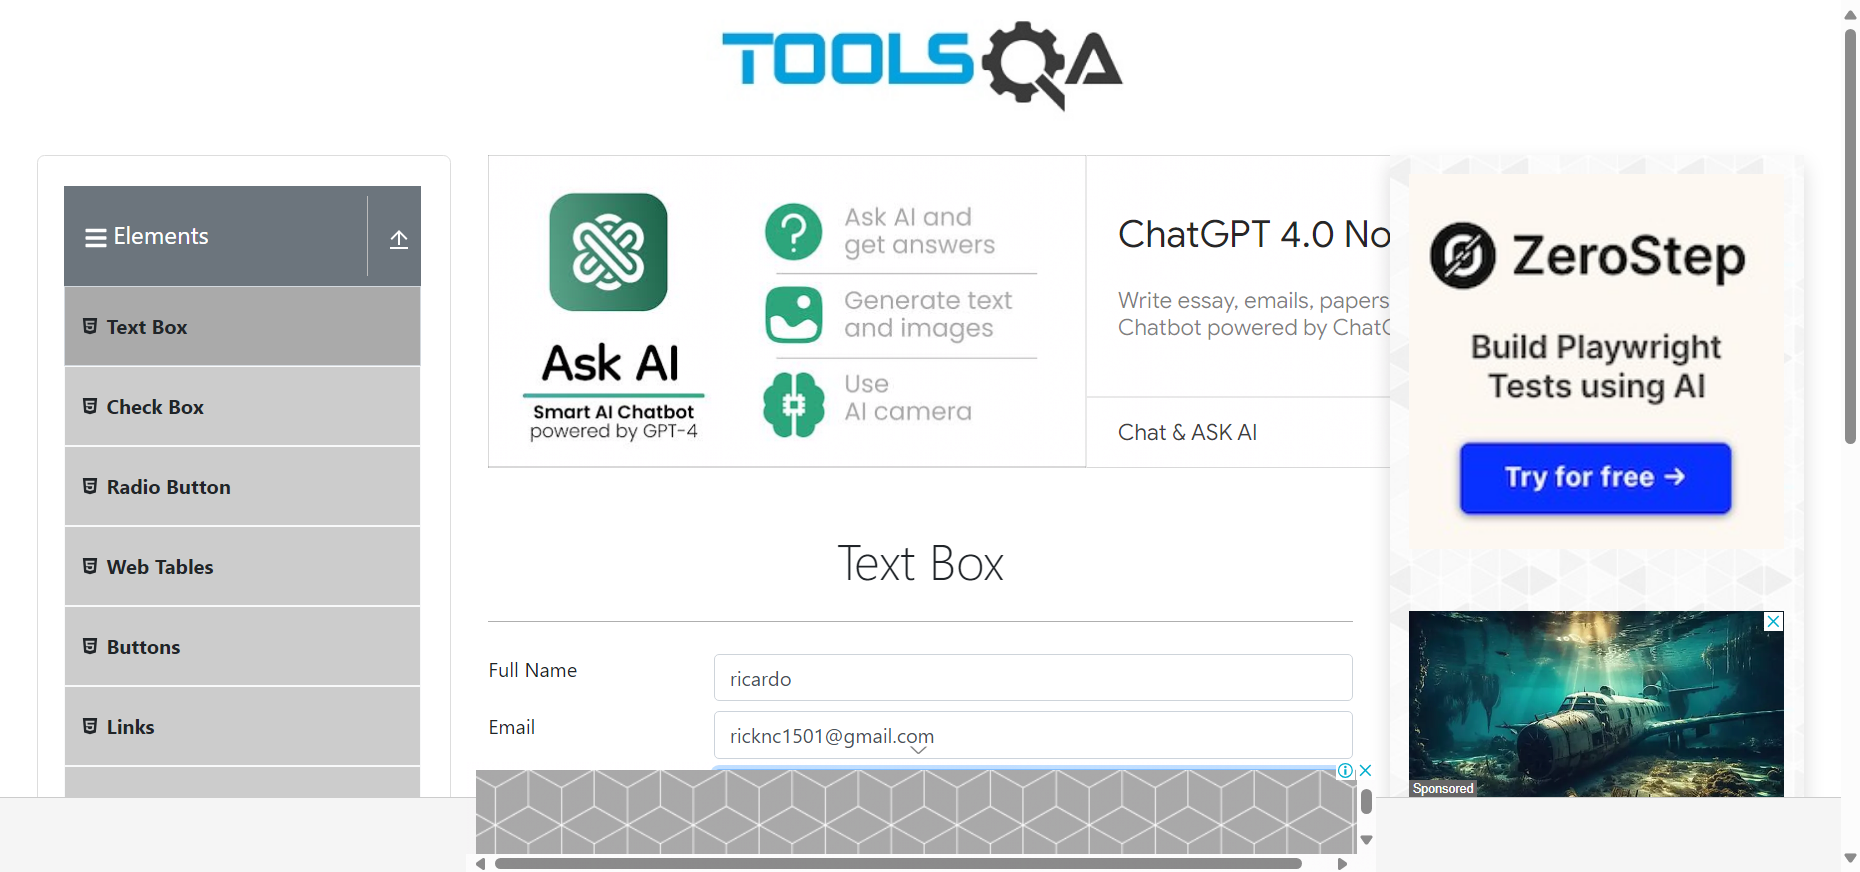 TOOLSQA
Elements
Text Box
Check Box
Radio Button
Web Tables
Buttons
Links
Ask AI
Smart AI Chatbot
powered by GPT-4
Ask AI and
get answers
Generate text
and images
Use
AI camera
ChatGPT 4.0 No
Write essay, emails, papers
Chatbot powered by Chat
Chat & ASK AI
ZeroStep
Build Playwright
Tests using AI
Try for free →
Sponsored
Text Box
Full Name
ricardo
Email
ricknc1501@gmail.com